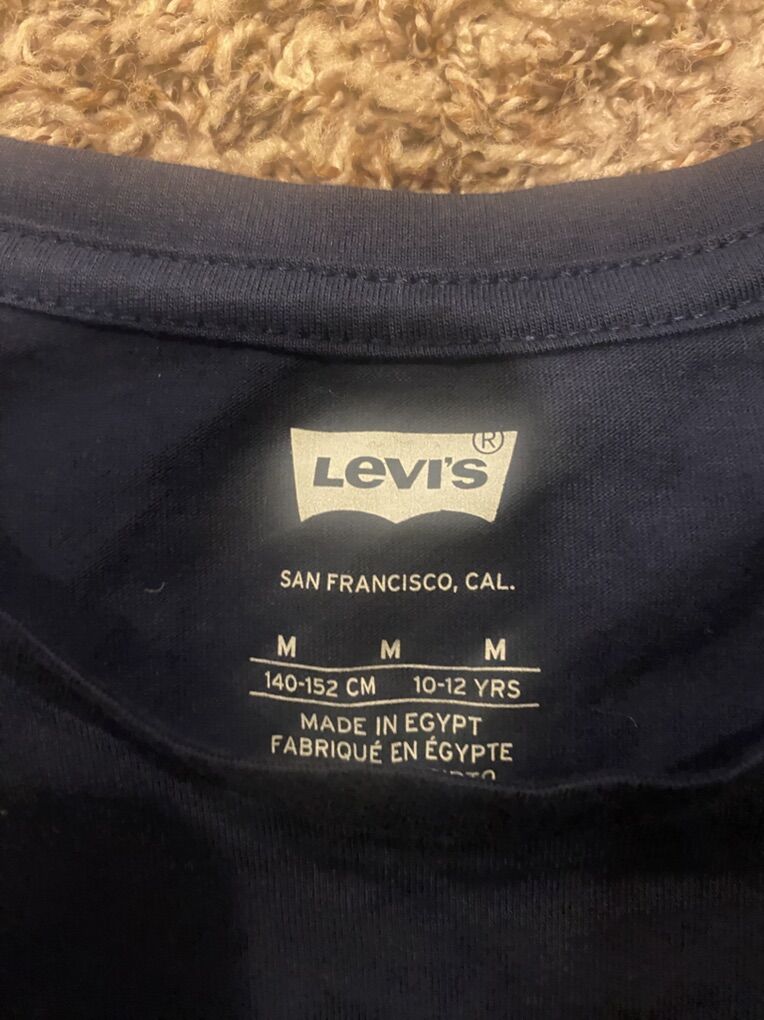 LEVI'S ®
SAN FRANCISCO, CAL.
M M M
140-152 CM 10-12 YRS
MADE IN EGYPT
FABRIQUÉ EN ÉGYPTE